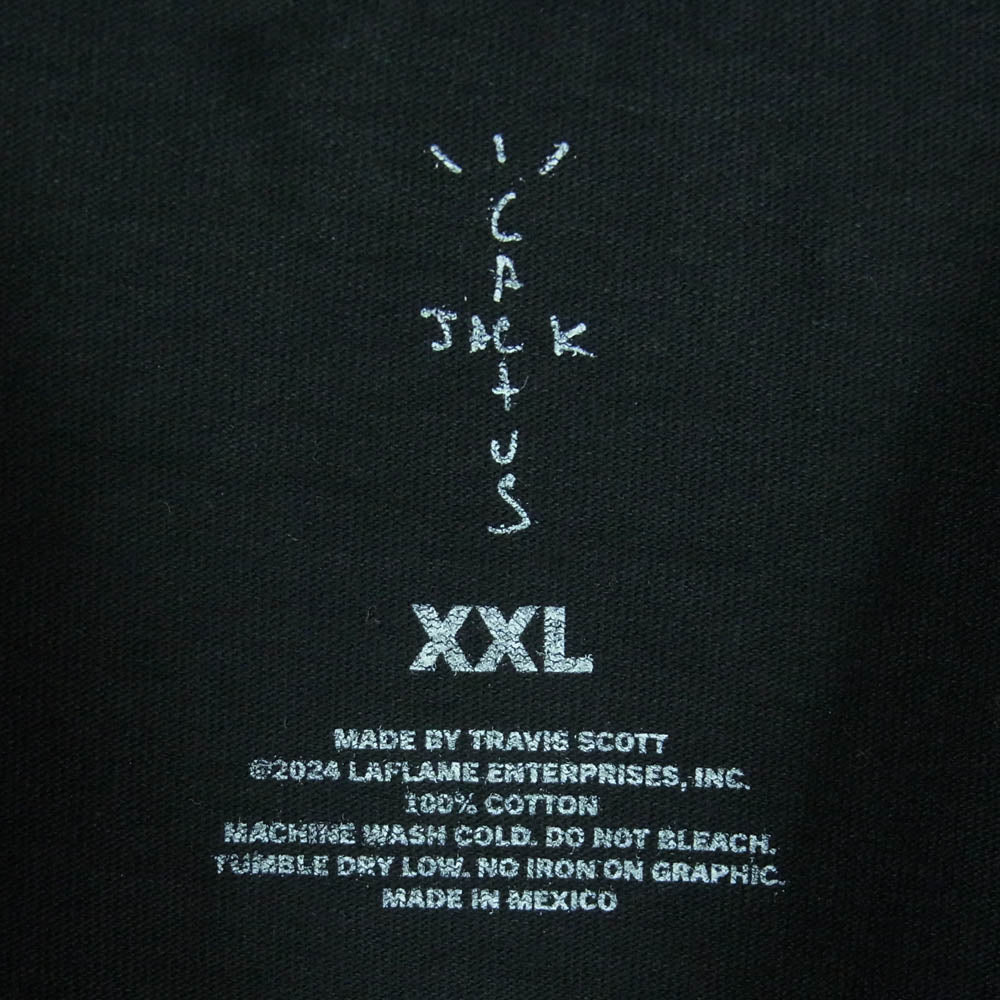 CACTUS
JACK
XXL
MADE BY TRAVIS SCOTT
©2024 LAFLAME ENTERPRISES, INC.
100% COTTON
MACHINE WASH COLD. DO NOT BLEACH.
TUMBLE DRY LOW. NO IRON ON GRAPHIC.
MADE IN MEXICO